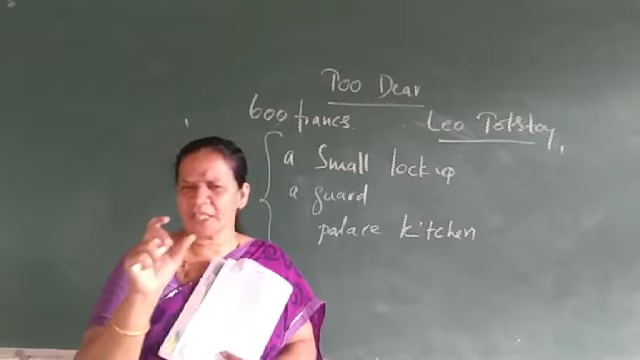 Too Dear
600 francs
Leo Tolstoy,
a Small lockup
a guard
palace kitchen